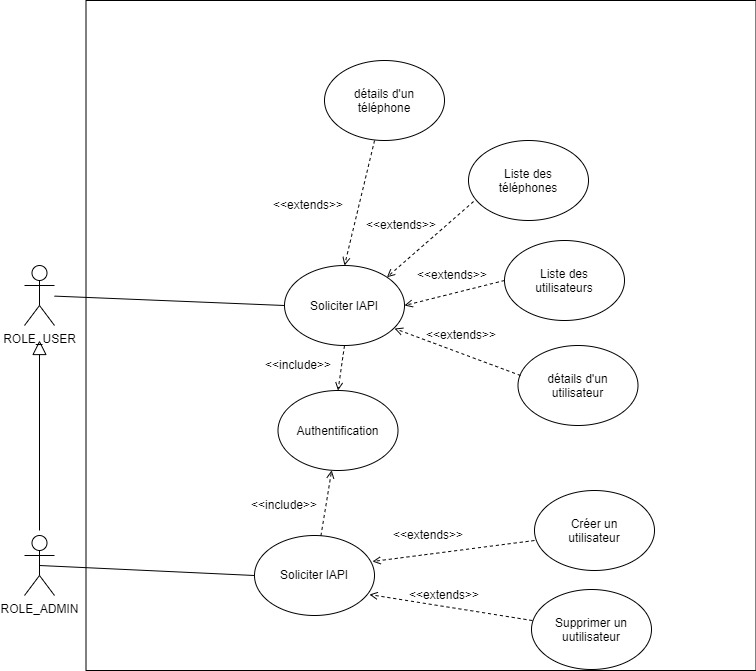 détails d'un
téléphone
Liste des
téléphones
<<extends>>
<<extends>>
<<extends>>
Liste des
utilisateurs
Soliciter lAPI
<<extends>>
ROLE_USER
<<include>>
détails d'un
utilisateur
Authentification
<<include>>
Créer un
utilisateur
<<extends>>
Soliciter lAPI
<<extends>>
ROLE_ADMIN
Supprimer un
uutilisateur